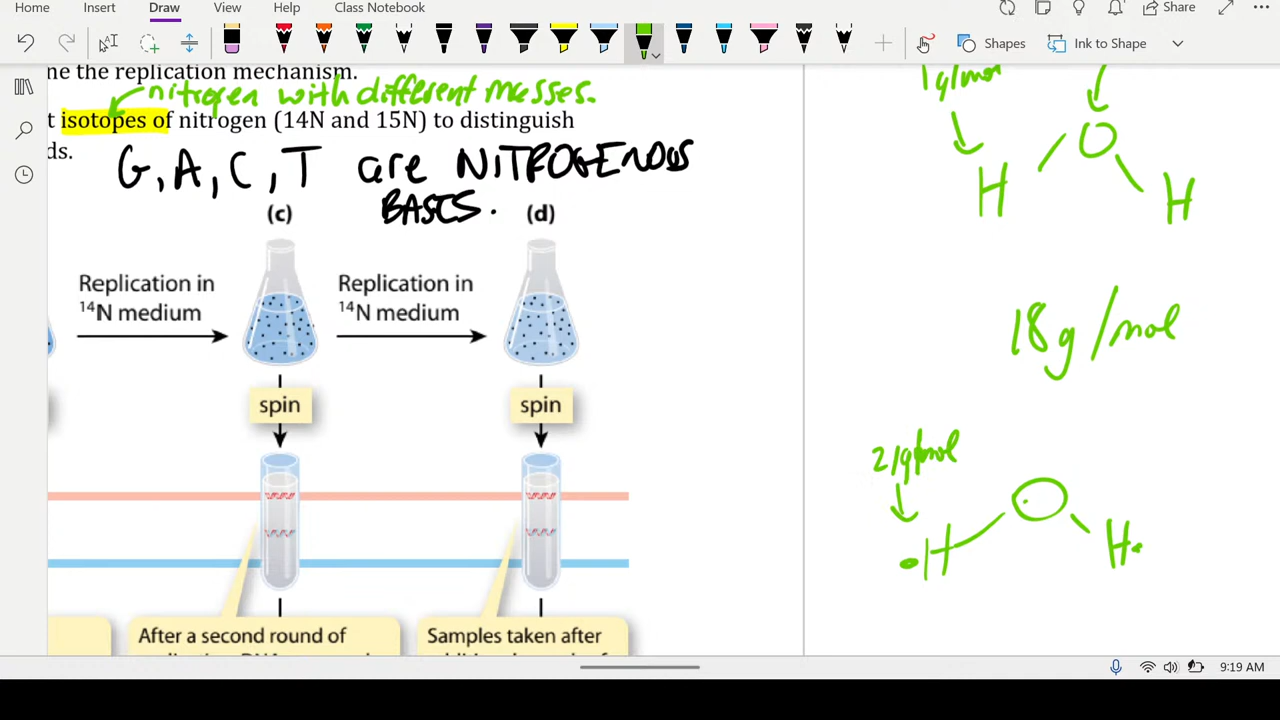 Home Insert Draw View Help Class Notebook Share
Shapes Ink to Shape
ne the replication mechanism.
nitrogen with different masses.
t isotopes of nitrogen (14N and 15N) to distinguish
ds.
G, A, C, T are NITROGENOUS
BASES.
(c) (d)
Replication in
14N medium
Replication in
14N medium
spin spin
After a second round of
Samples taken after
1g/mol
O
H H
18g/mol
2/g/mol
O
H H
9:19 AM